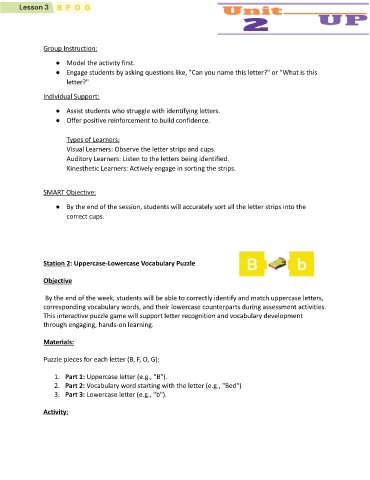 Lesson 3 B F O G
Unit
2 UP
Group Instruction:
● Model the activity first.
● Engage students by asking questions like, "Can you name this letter?" or "What is this
letter?"
Individual Support:
● Assist students who struggle with identifying letters.
● Offer positive reinforcement to build confidence.
Types of Learners:
Visual Learners: Observe the letter strips and cups.
Auditory Learners: Listen to the letters being identified.
Kinesthetic Learners: Actively engage in sorting the strips.
SMART Objective:
● By the end of the session, students will accurately sort all the letter strips into the
correct cups.
Station 2: Uppercase-Lowercase Vocabulary Puzzle
B b
Objective
By the end of the week, students will be able to correctly identify and match uppercase letters,
corresponding vocabulary words, and their lowercase counterparts during assessment activities.
This interactive puzzle game will support letter recognition and vocabulary development
through engaging, hands-on learning.
Materials:
Puzzle pieces for each letter (B, F, O, G):
1. Part 1: Uppercase letter (e.g., "B").
2. Part 2: Vocabulary word starting with the letter (e.g., "Bed")
3. Part 3: Lowercase letter (e.g., "b").
Activity: